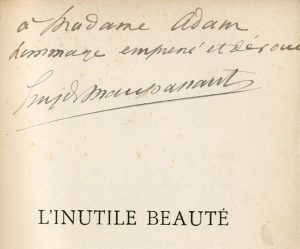 à Madame Adam
hommage empressé et dévoué
Guy de Maupassant
L'INUTILE BEAUTÉ